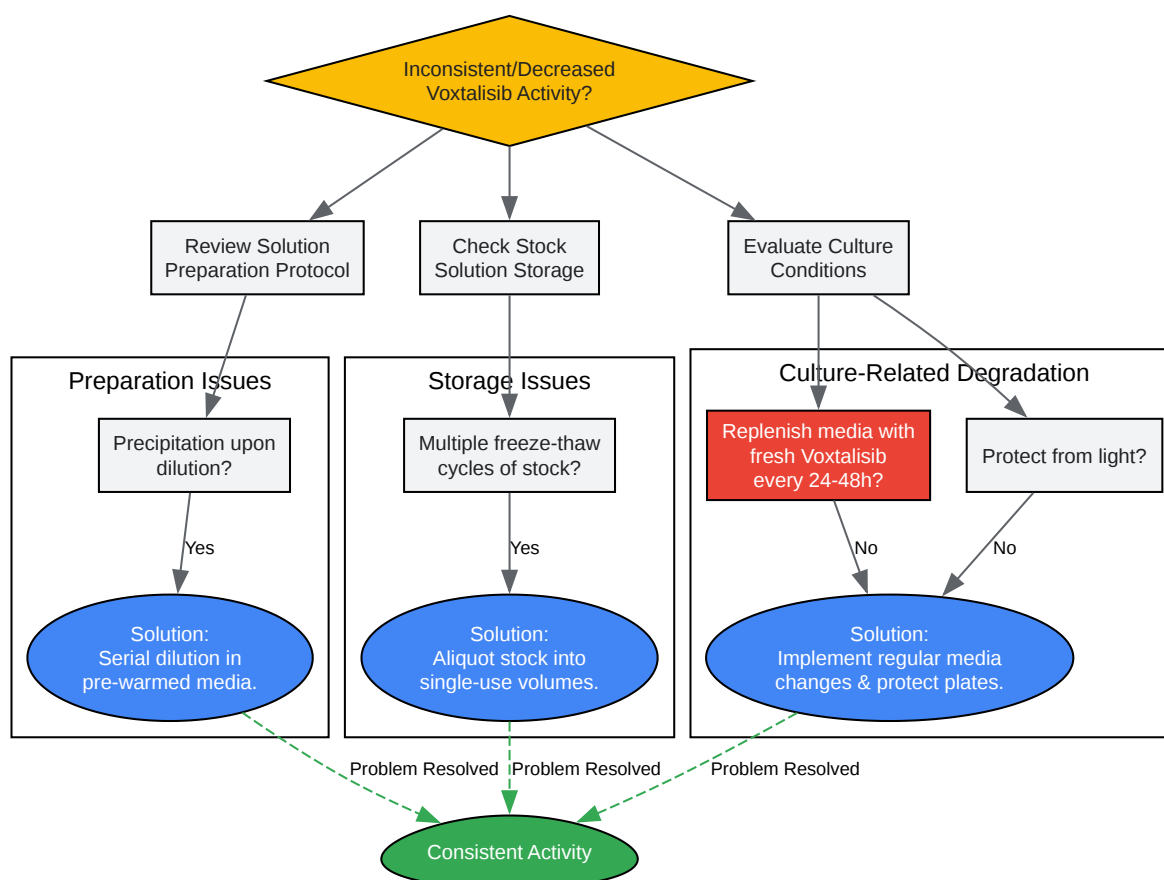 Inconsistent/Decreased
Voxtalisib Activity?
Review Solution
Preparation Protocol
Check Stock
Solution Storage
Evaluate Culture
Conditions
Preparation Issues
Storage Issues
Culture-Related Degradation
Precipitation upon
dilution?
Multiple freeze-thaw
cycles of stock?
Replenish media with
fresh Voxtalisib
every 24-48h?
Protect from light?
Yes
Yes
No
No
Solution:
Serial dilution in
pre-warmed media.
Solution:
Aliquot stock into
single-use volumes.
Solution:
Implement regular media
changes & protect plates.
Problem Resolved
Problem Resolved
Problem Resolved
Consistent Activity